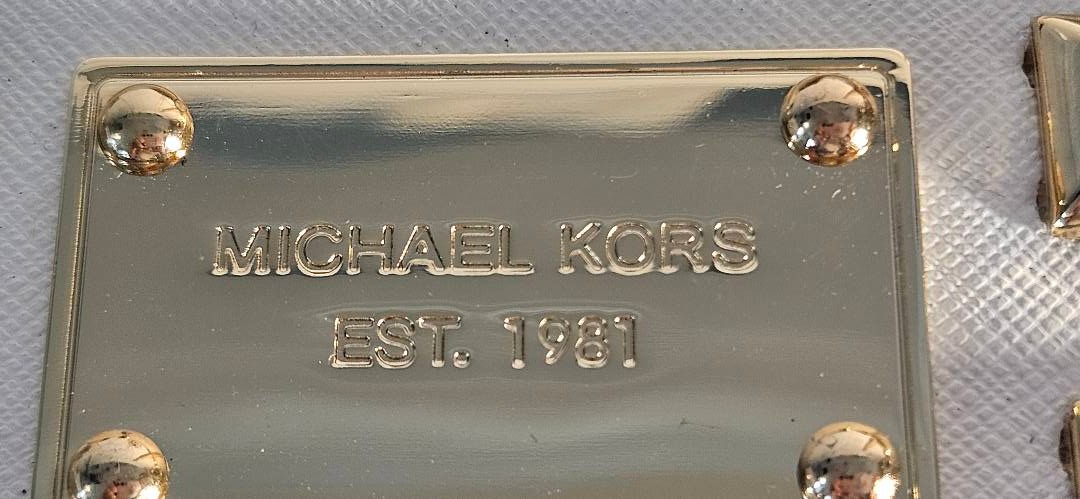 MICHAEL KORS
EST. 1981